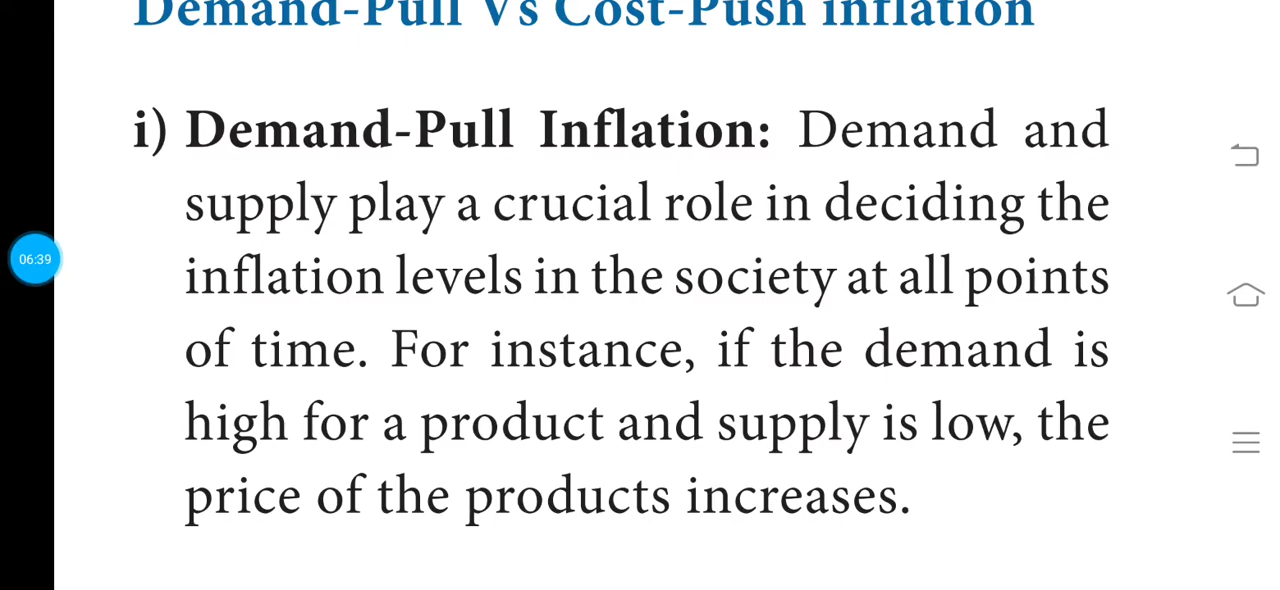 Demand-Pull Vs Cost-Push inflation
i) Demand-Pull Inflation: Demand and
supply play a crucial role in deciding the
inflation levels in the society at all points
of time. For instance, if the demand is
high for a product and supply is low, the
price of the products increases.
06:39